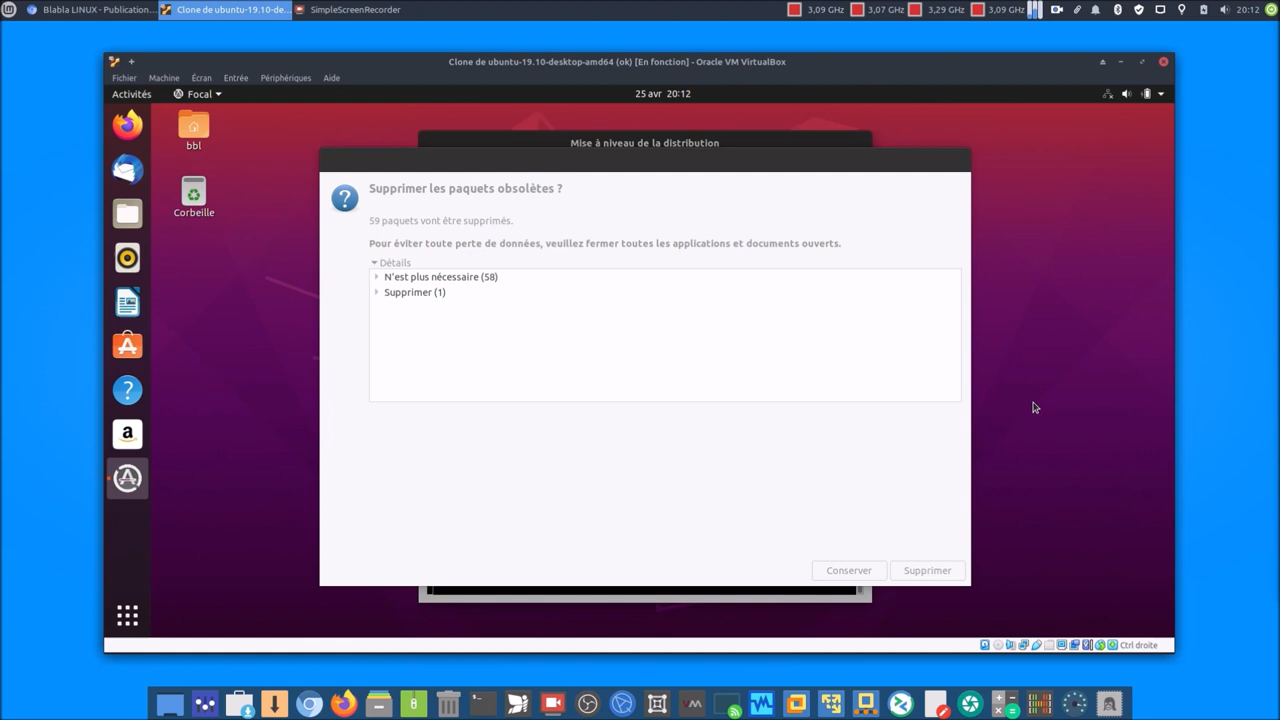 Blabla LINUX - Publication...
Clone de ubuntu-19.10-de...
SimpleScreenRecorder
3,09 GHz
3,07 GHz
3,29 GHz
3,09 GHz
20:12
Clone de ubuntu-19.10-desktop-amd64 (ok) [En fonction] - Oracle VM VirtualBox
Fichier
Machine
Écran
Entrée
Périphériques
Aide
Activités
Focal
25 avr 20:12
bbl
Corbeille
Mise à niveau de la distribution
Supprimer les paquets obsolètes ?
59 paquets vont être supprimés.
Pour éviter toute perte de données, veuillez fermer toutes les applications et documents ouverts.
Détails
N'est plus nécessaire (58)
Supprimer (1)
Conserver
Supprimer
Ctrl droite